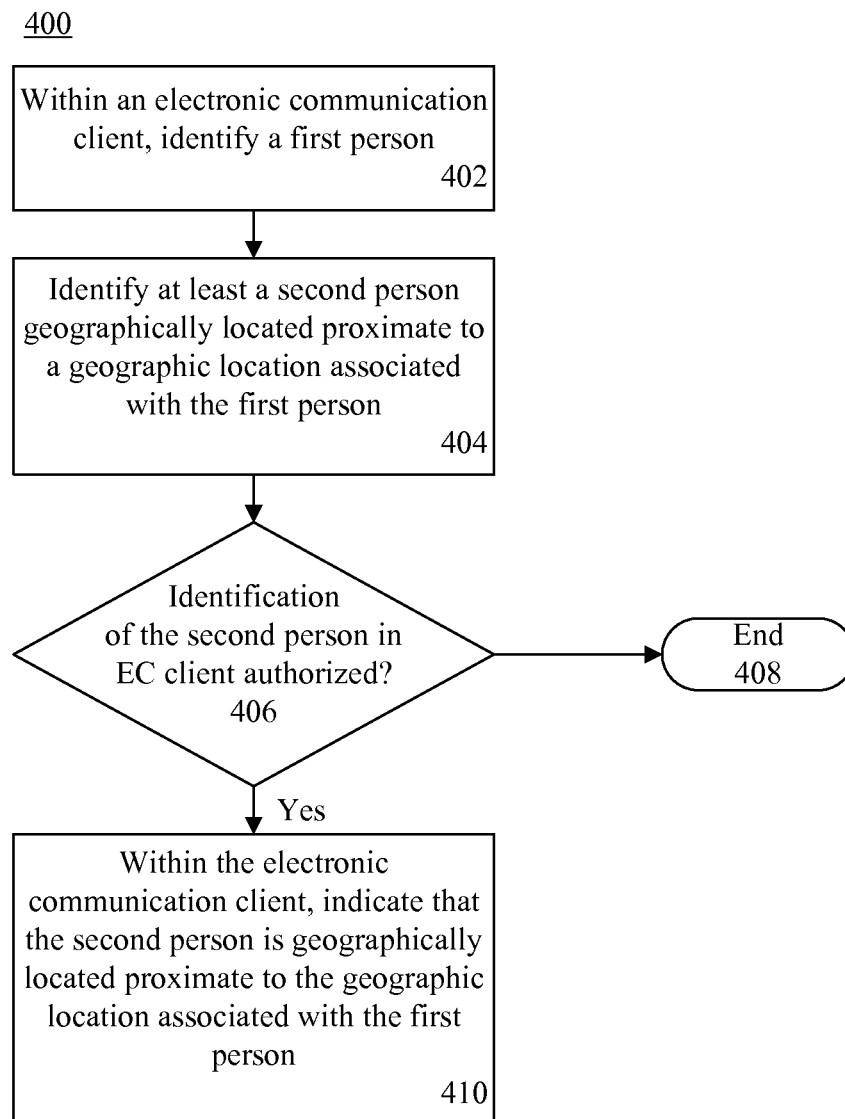 400
Within an electronic communication
client, identify a first person
402
Identify at least a second person
geographically located proximate to
a geographic location associated
with the first person
404
Identification
of the second person in
EC client authorized?
406
End
408
Yes
Within the electronic
communication client, indicate that
the second person is geographically
located proximate to the geographic
location associated with the first
person
410